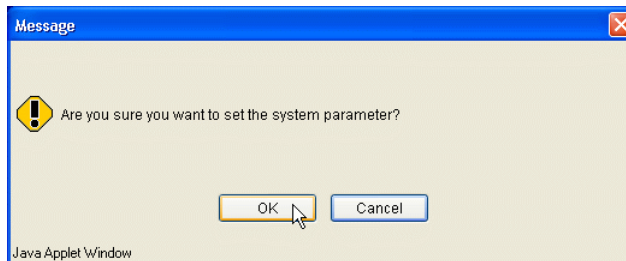 Message
Are you sure you want to set the system parameter?
OK
Cancel
Java Applet Window